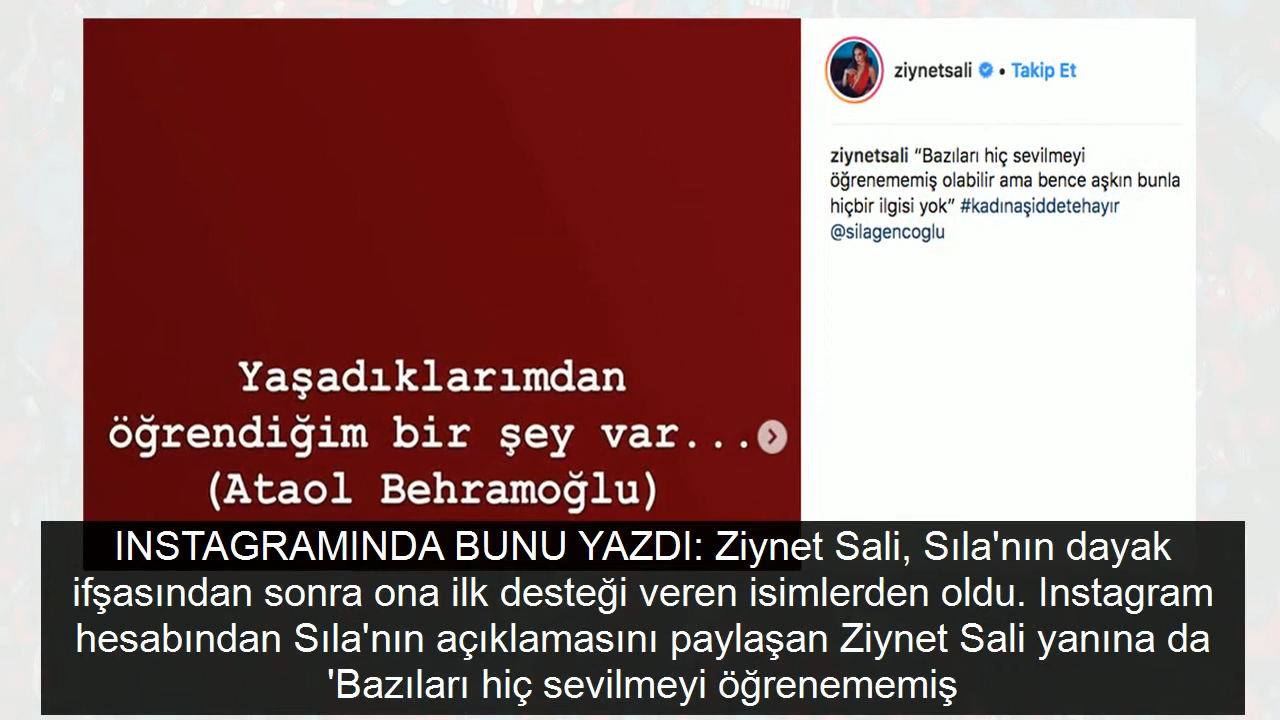 Yaşadıklarımdan
öğrendiğim bir şey var...
(Ataol Behramoğlu)
ziynetsali • Takip Et
ziynetsali “Bazıları hiç sevilmeyi
öğrenememiş olabilir ama bence aşkın bunla
hiçbir ilgisi yok” #kadınaşiddetehayır
@silagencoglu
INSTAGRAMINDA BUNU YAZDI: Ziynet Sali, Sıla'nın dayak
ifşasından sonra ona ilk desteği veren isimlerden oldu. Instagram
hesabından Sıla'nın açıklamasını paylaşan Ziynet Sali yanına da
'Bazıları hiç sevilmeyi öğrenememiş